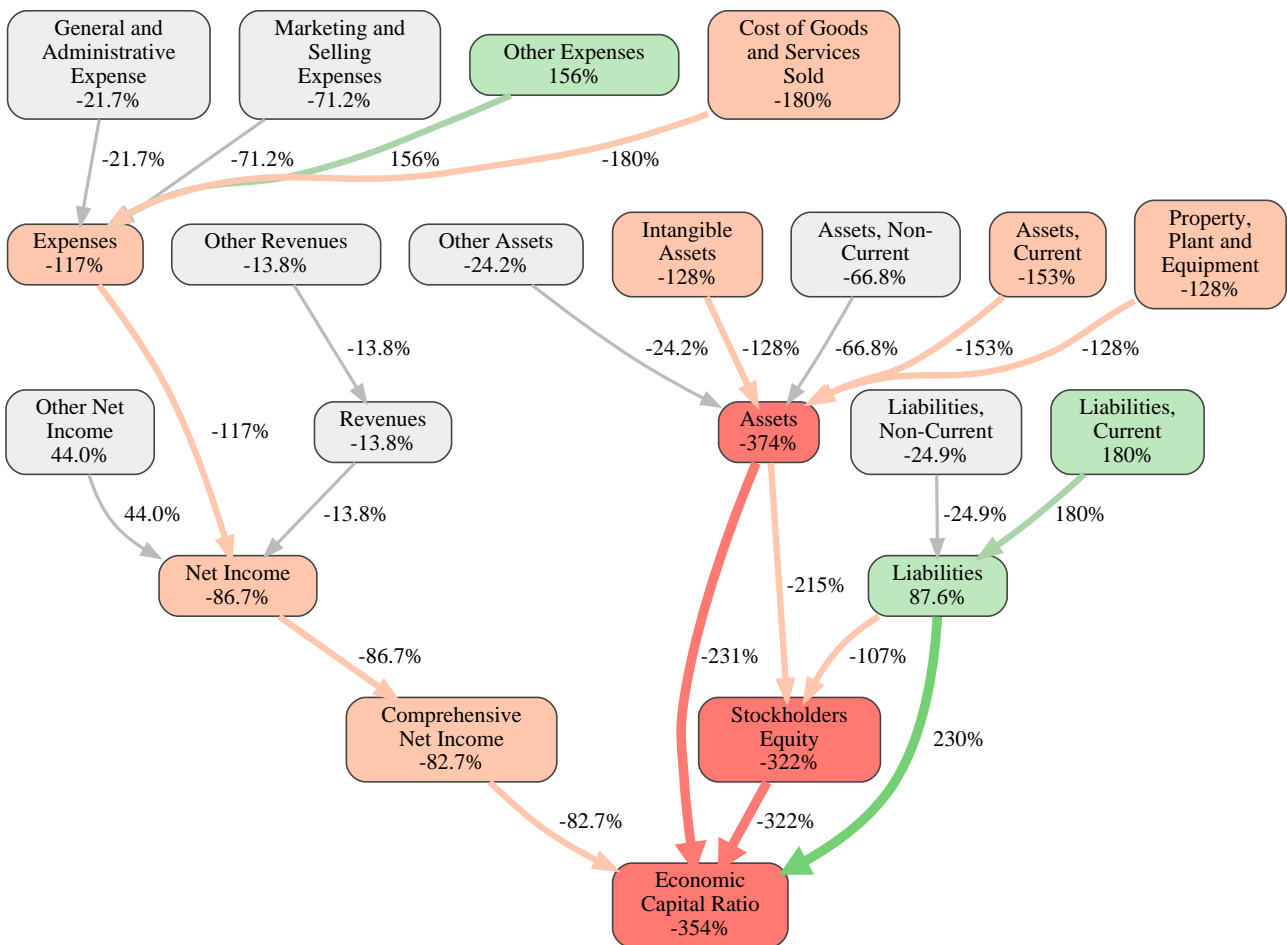 General and
Administrative
Expense
-21.7%
Marketing and
Selling
Expenses
-71.2%
Other Expenses
156%
Cost of Goods
and Services
Sold
-180%
-21.7%
-71.2%
156%
-180%
Expenses
-117%
Other Revenues
-13.8%
Other Assets
-24.2%
Intangible
Assets
-128%
Assets, Non-
Current
-66.8%
Assets,
Current
-153%
Property,
Plant and
Equipment
-128%
-13.8%
-24.2%
-128%
-66.8%
-153%
-128%
Other Net
Income
44.0%
-117%
Revenues
-13.8%
Assets
-374%
Liabilities,
Non-Current
-24.9%
Liabilities,
Current
180%
44.0%
-13.8%
-24.9%
180%
Net Income
-86.7%
-215%
Liabilities
87.6%
-86.7%
-231%
-107%
Comprehensive
Net Income
-82.7%
Stockholders
Equity
-322%
230%
-82.7%
-322%
Economic
Capital Ratio
-354%